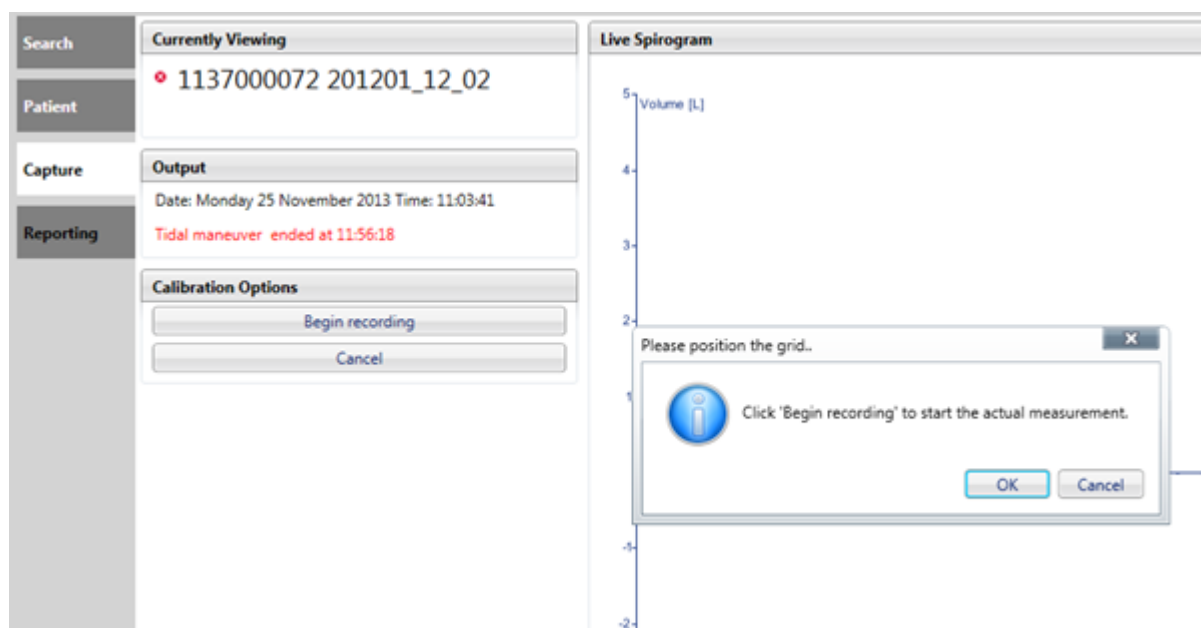 Search
Patient
Capture
Reporting
Currently Viewing
1137000072 201201_12_02
Output
Date: Monday 25 November 2013 Time: 11:03:41
Tidal maneuver ended at 11:56:18
Calibration Options
Begin recording
Cancel
Live Spirogram
Volume [L]
5
4
3
2
1
-1
-2
Please position the grid..
Click 'Begin recording' to start the actual measurement.
OK Cancel